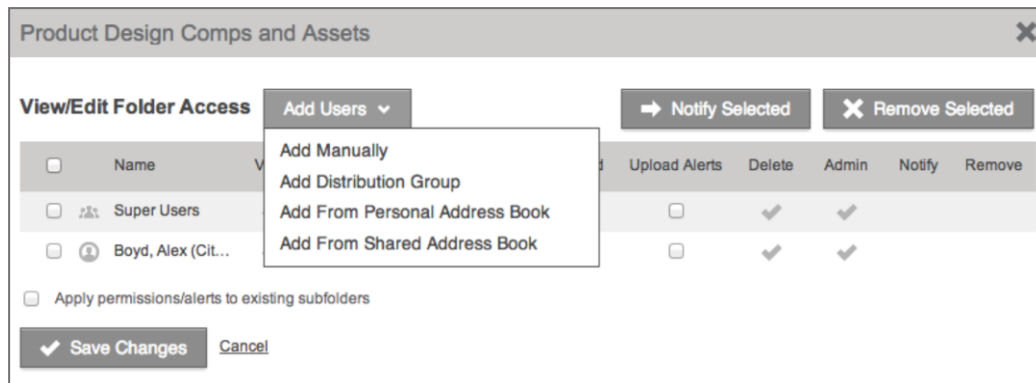 Product Design Comps and Assets
View/Edit Folder Access Add Users Notify Selected Remove Selected
Add Manually
Add Distribution Group
Add From Personal Address Book
Add From Shared Address Book
Name Upload Alerts Delete Admin Notify Remove
Super Users
Boyd, Alex (Cit...
Apply permissions/alerts to existing subfolders
Save Changes Cancel